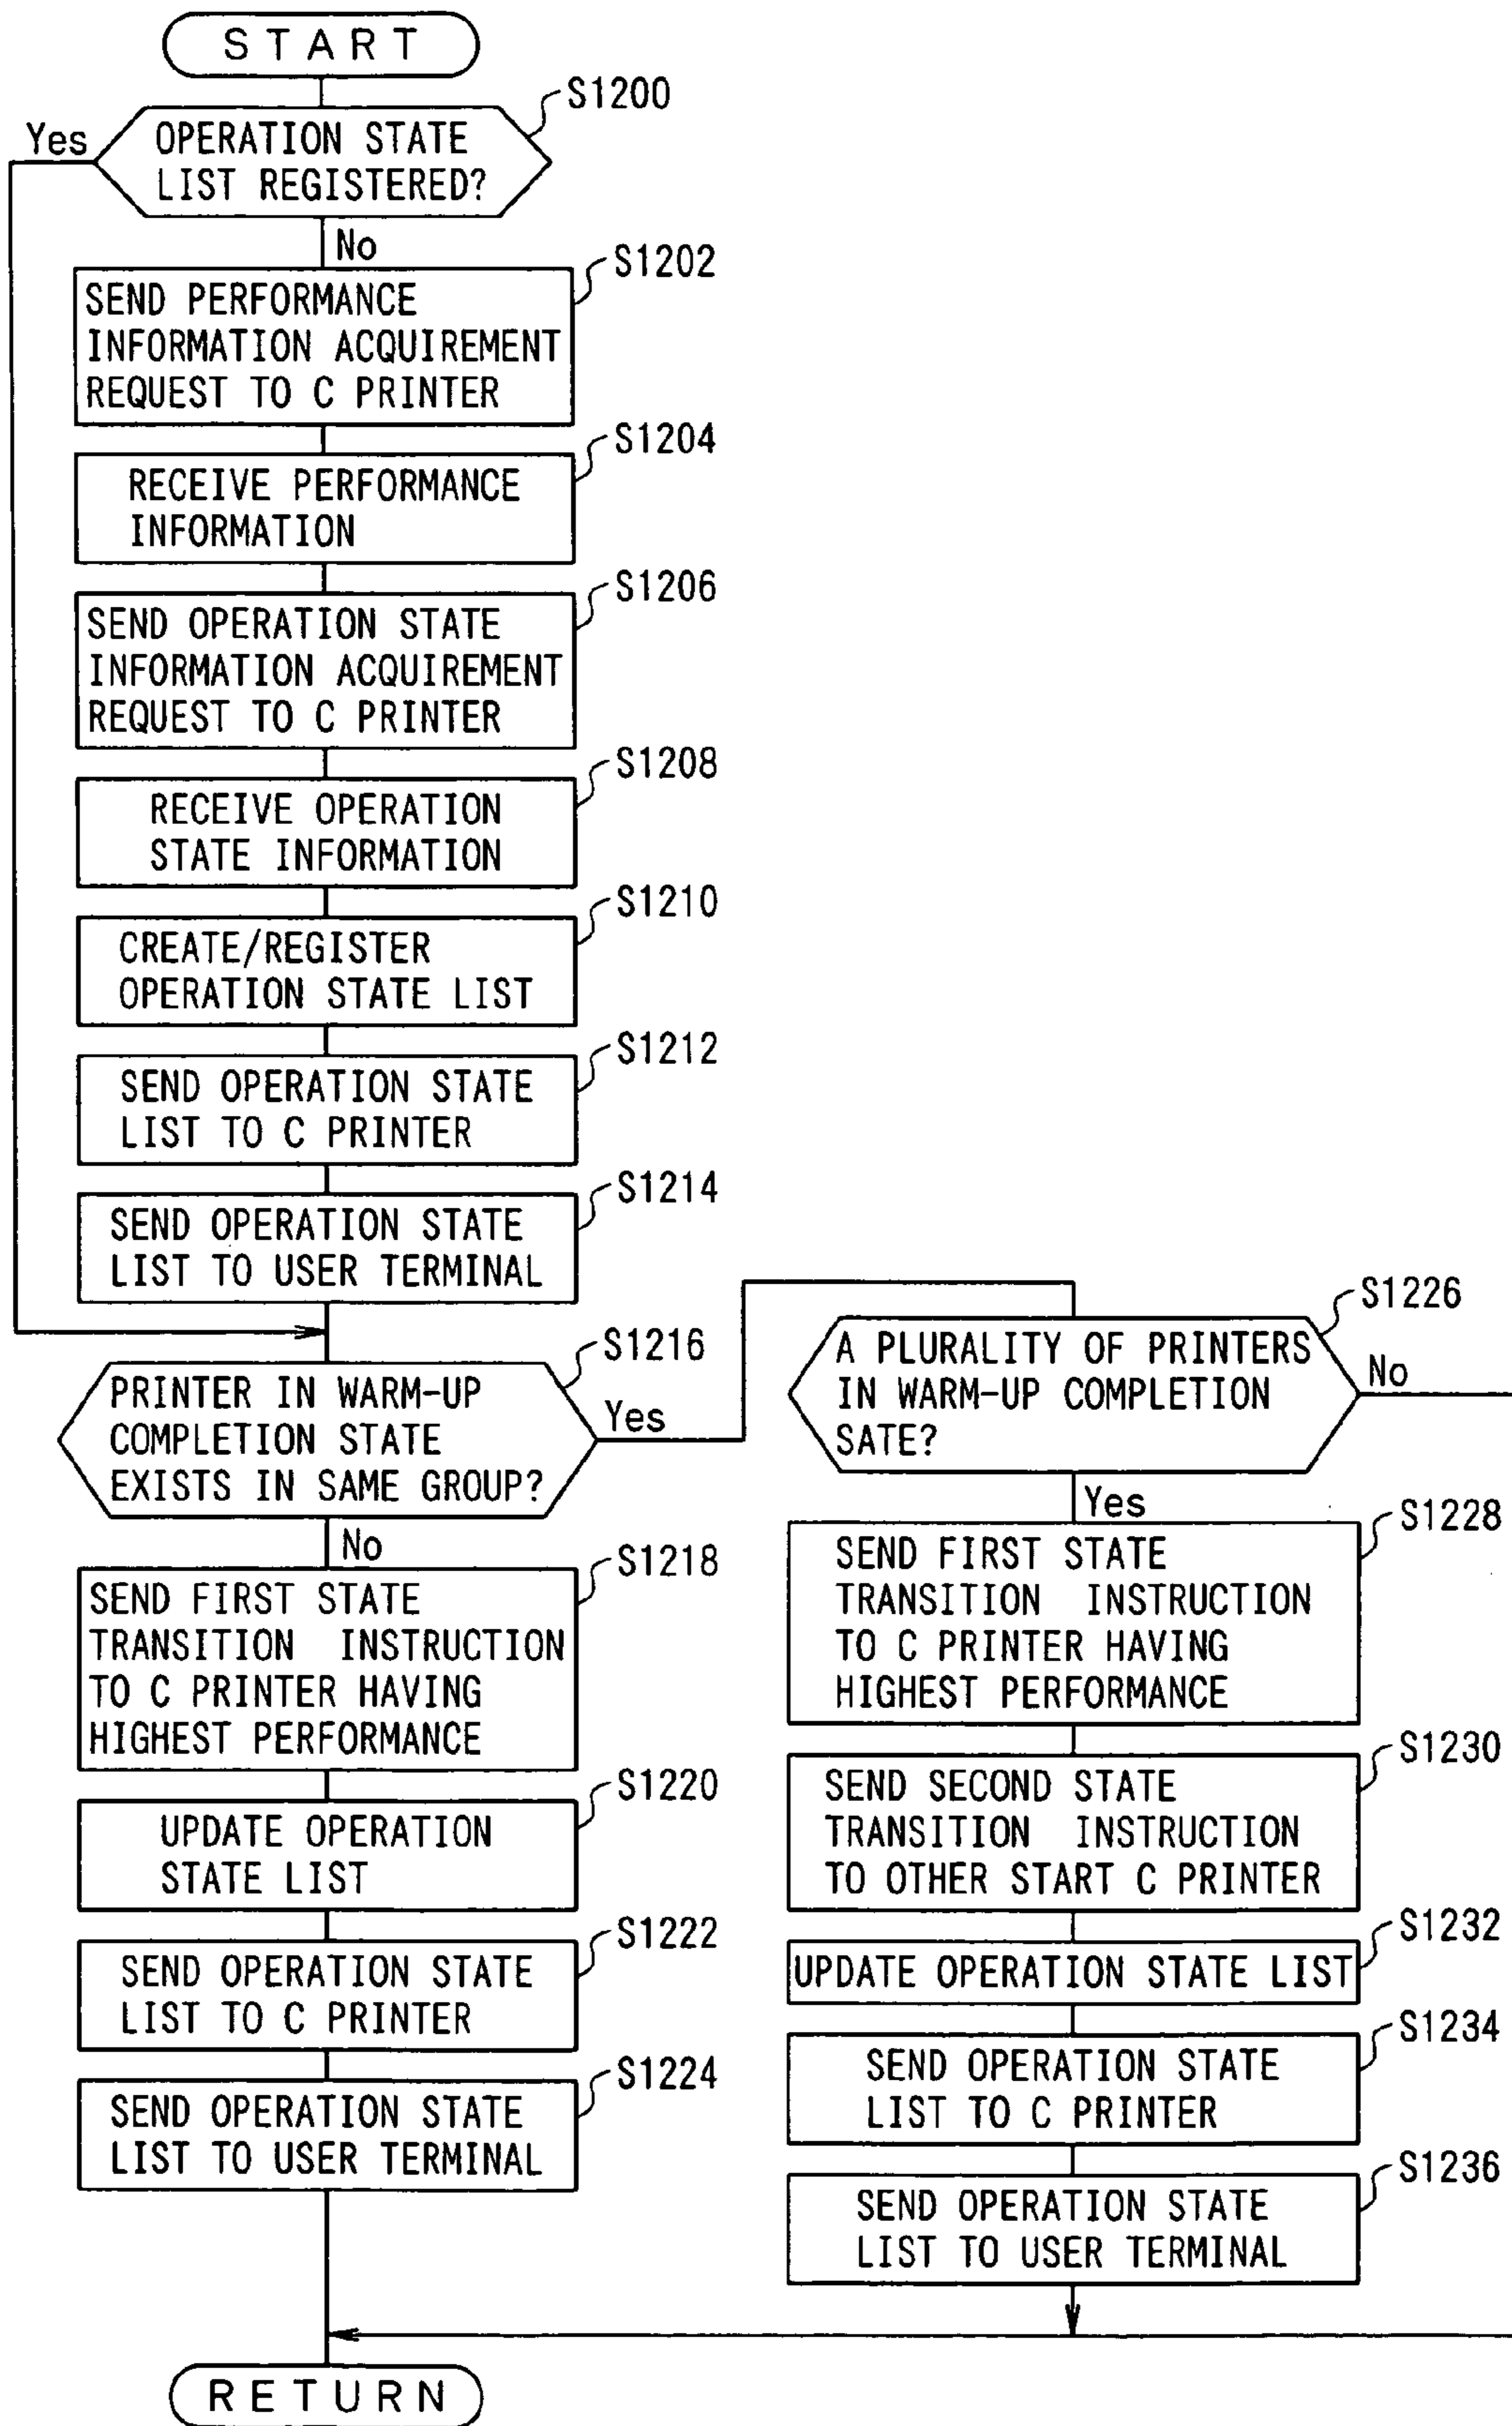 START
S1200
Yes
OPERATION STATE
LIST REGISTERED?
No
S1202
SEND PERFORMANCE
INFORMATION ACQUIREMENT
REQUEST TO C PRINTER
S1204
RECEIVE PERFORMANCE
INFORMATION
S1206
SEND OPERATION STATE
INFORMATION ACQUIREMENT
REQUEST TO C PRINTER
S1208
RECEIVE OPERATION
STATE INFORMATION
S1210
CREATE/REGISTER
OPERATION STATE LIST
S1212
SEND OPERATION STATE
LIST TO C PRINTER
S1214
SEND OPERATION STATE
LIST TO USER TERMINAL
S1216
PRINTER IN WARM-UP
COMPLETION STATE
EXISTS IN SAME GROUP?
Yes
No
S1218
SEND FIRST STATE
TRANSITION INSTRUCTION
TO C PRINTER HAVING
HIGHEST PERFORMANCE
S1220
UPDATE OPERATION
STATE LIST
S1222
SEND OPERATION STATE
LIST TO C PRINTER
S1224
SEND OPERATION STATE
LIST TO USER TERMINAL
S1226
A PLURALITY OF PRINTERS
IN WARM-UP COMPLETION
SATE?
No
Yes
S1228
SEND FIRST STATE
TRANSITION INSTRUCTION
TO C PRINTER HAVING
HIGHEST PERFORMANCE
S1230
SEND SECOND STATE
TRANSITION INSTRUCTION
TO OTHER START C PRINTER
S1232
UPDATE OPERATION STATE LIST
S1234
SEND OPERATION STATE
LIST TO C PRINTER
S1236
SEND OPERATION STATE
LIST TO USER TERMINAL
RETURN